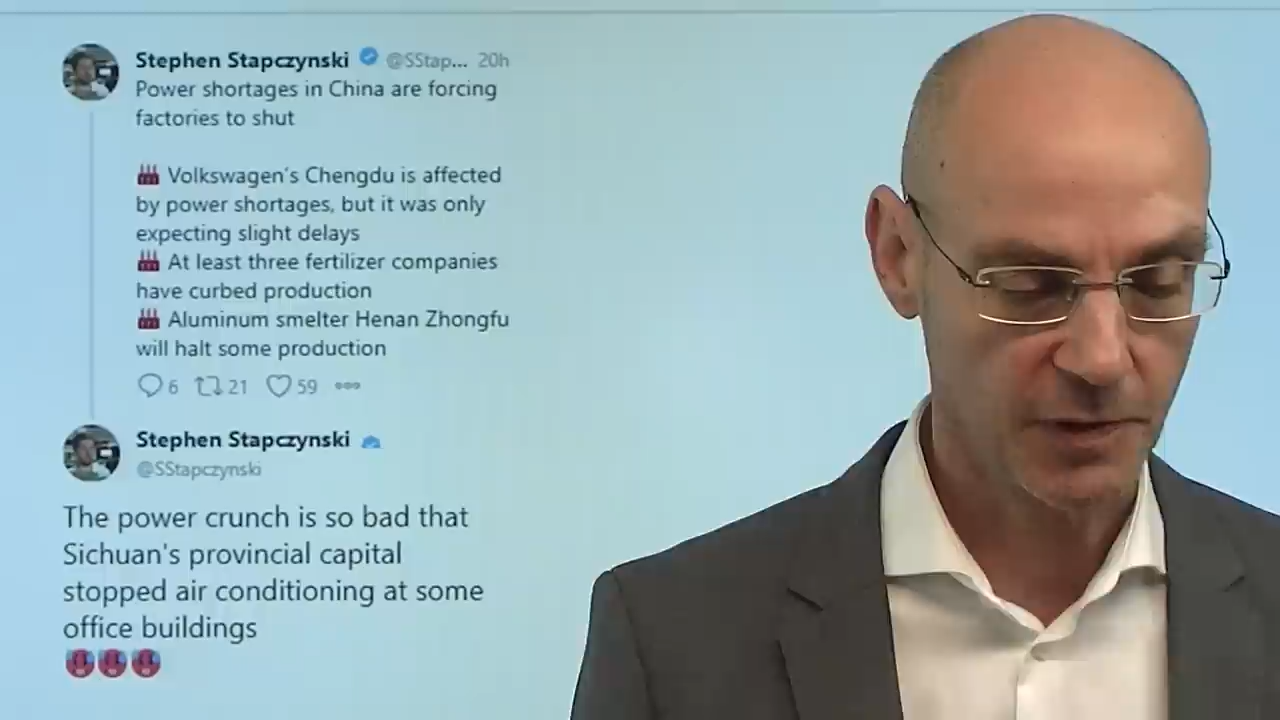 Stephen Stapczynski @SStap... 20h
Power shortages in China are forcing
factories to shut
Volkswagen's Chengdu is affected
by power shortages, but it was only
expecting slight delays
At least three fertilizer companies
have curbed production
Aluminum smelter Henan Zhongfu
will halt some production
6 21 59
Stephen Stapczynski
@SStapczynski
The power crunch is so bad that
Sichuan's provincial capital
stopped air conditioning at some
office buildings